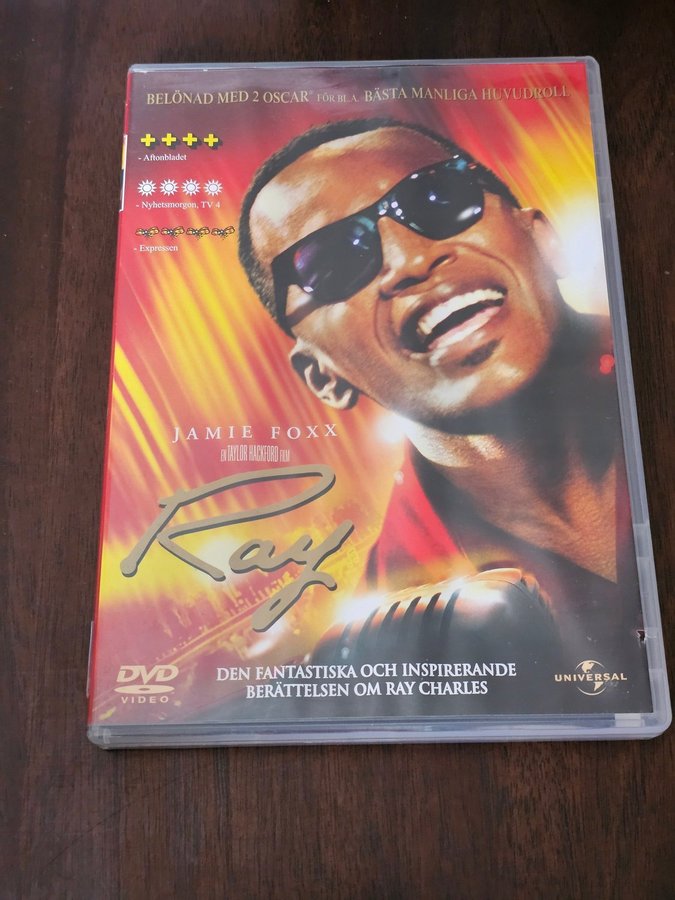 BELÖNAD MED 2 OSCAR® FÖR BL.A. BÄSTA MANLIGA HUVUDROLL
- Aftonbladet
- Nyhetsmorgon, TV 4
- Expressen
JAMIE FOXX
EN TAYLOR HACKFORD FILM
Ray
DVD
VIDEO
DEN FANTASTISKA OCH INSPIRERANDE
BERÄTTELSEN OM RAY CHARLES
UNIVERSAL